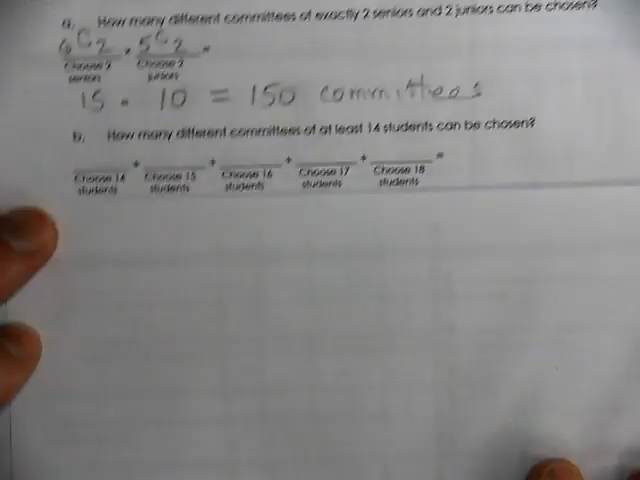 a. How many different committees of exactly 2 seniors and 2 juniors can be chosen?
6C2 • 5C2 =
Choose 2 seniors Choose 2 juniors
15 • 10 = 150 committees
b. How many different committees of at least 14 students can be chosen?
+ + + + =
Choose 14 Choose 15 Choose 16 Choose 17 Choose 18
students students students students students